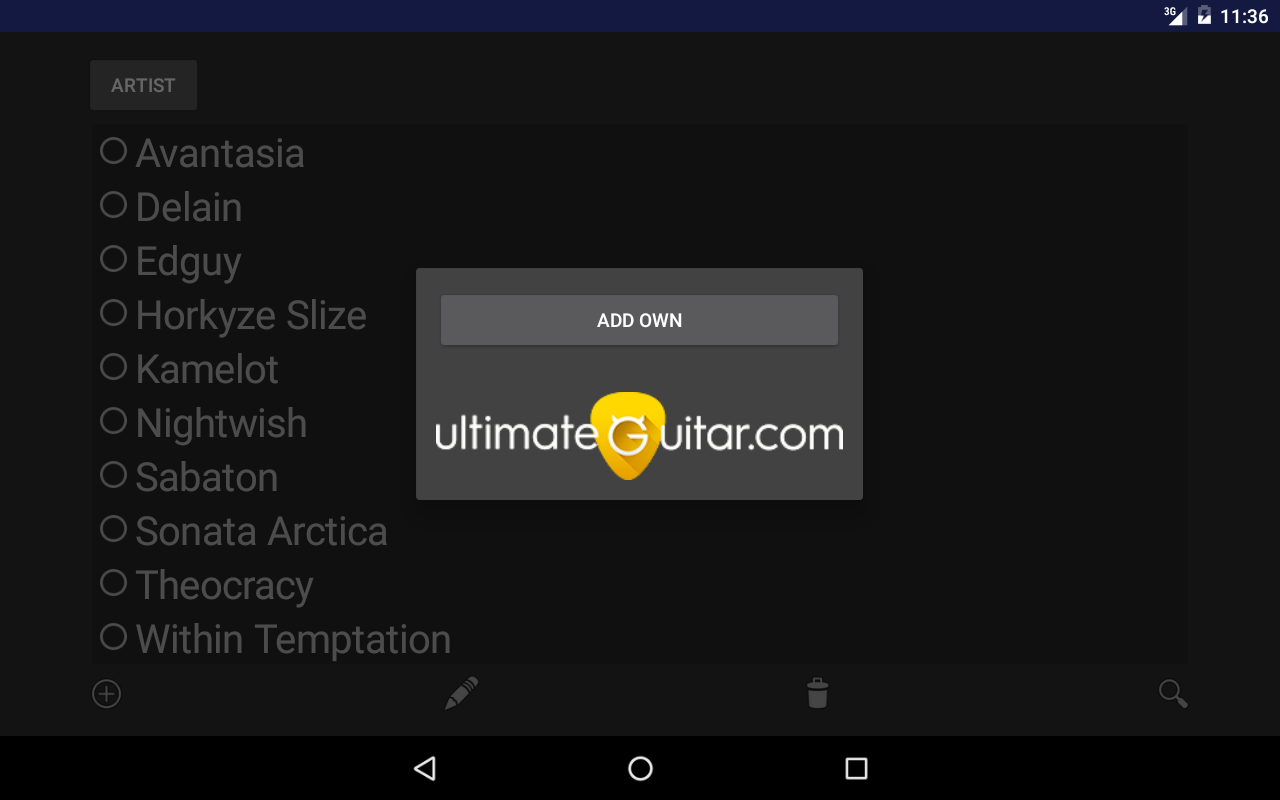 3G 11:36
ARTIST
Avantasia
Delain
Edguy
Horkyze Slize
Kamelot
Nightwish
Sabaton
Sonata Arctica
Theocracy
Within Temptation
ADD OWN
ultimateGuitar.com